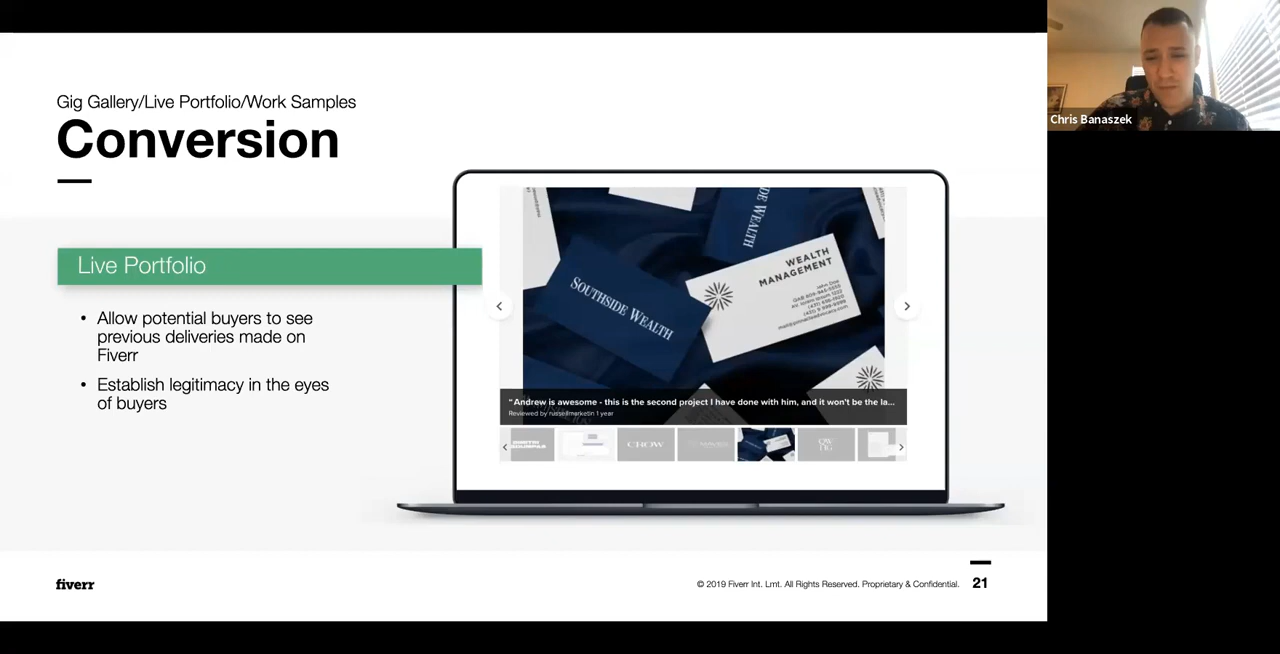 Gig Gallery/Live Portfolio/Work Samples
Conversion
Live Portfolio
• Allow potential buyers to see
previous deliveries made on
Fiverr
• Establish legitimacy in the eyes
of buyers
SOUTHSIDE WEALTH
DE WEALTH
WEALTH
MANAGEMENT
"Andrew is awesome - this is the second project I have done with him, and it won't be the la...
Reviewed by russellmarketin 1 year
CROW
fiverr
© 2019 Fiverr Int. Lmt. All Rights Reserved. Proprietary & Confidential.
21
Chris Banaszek